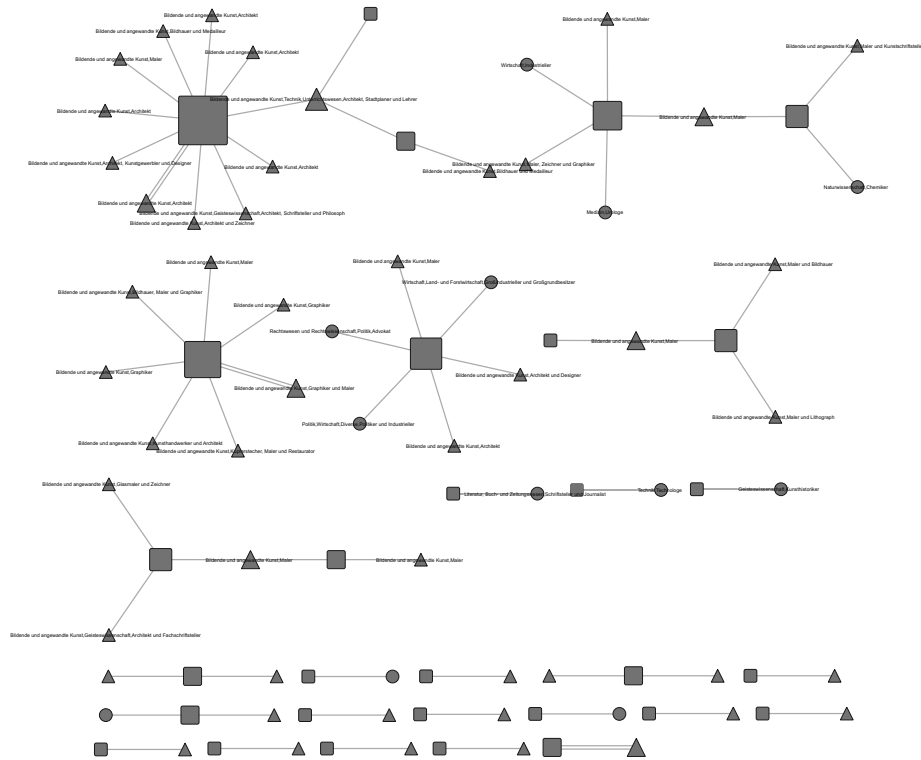 Bildende und angewandte Kunst,Architekt
Bildende und angewandte Kunst,Bildhauer und Medailleur
Bildende und angewandte Kunst,Architekt
Bildende und angewandte Kunst,Maler
Bildende und angewandte Kunst,Technik,Unterrichtswesen,Architekt, Stadtplaner und Lehrer
Bildende und angewandte Kunst,Architekt
Bildende und angewandte Kunst,Architekt, Kunstgewerbler und Designer
Bildende und angewandte Kunst,Architekt
Bildende und angewandte Kunst,Bildhauer und Medailleur
Bildende und angewandte Kunst,Architekt
Bildende und angewandte Kunst,Geisteswissenschaft,Architekt, Schriftsteller und Philosoph
Bildende und angewandte Kunst,Architekt und Zeichner
Bildende und angewandte Kunst,Maler
Wirtschaft,Industrieller
Bildende und angewandte Kunst,Maler
Bildende und angewandte Kunst,Maler, Zeichner und Graphiker
Medizin,Urologe
Bildende und angewandte Kunst,Maler und Kunstschriftstelle
Naturwissenschaft,Chemiker
Bildende und angewandte Kunst,Maler
Bildende und angewandte Kunst,Bildhauer, Maler und Graphiker
Bildende und angewandte Kunst,Graphiker
Bildende und angewandte Kunst,Graphiker
Bildende und angewandte Kunst,Graphiker und Maler
Bildende und angewandte Kunst,Kunsthandwerker und Architekt
Bildende und angewandte Kunst,Kupferstecher, Maler und Restaurator
Bildende und angewandte Kunst,Maler
Wirtschaft,Land- und Forstwirtschaft,Großindustrieller und Großgrundbesitzer
Rechtswesen und Rechtswissenschaft,Politik,Advokat
Bildende und angewandte Kunst,Architekt und Designer
Politik,Wirtschaft,Diverse,Politiker und Industrieller
Bildende und angewandte Kunst,Architekt
Bildende und angewandte Kunst,Maler und Bildhauer
Bildende und angewandte Kunst,Maler
Bildende und angewandte Kunst,Maler und Lithograph
Bildende und angewandte Kunst,Glasmaler und Zeichner
Literatur, Buch- und Zeitungswesen,Schriftsteller und Journalist
Technik,Technologe
Geisteswissenschaft,Kunsthistoriker
Bildende und angewandte Kunst,Maler
Bildende und angewandte Kunst,Maler
Bildende und angewandte Kunst,Geisteswissenschaft,Architekt und Fachschriftsteller